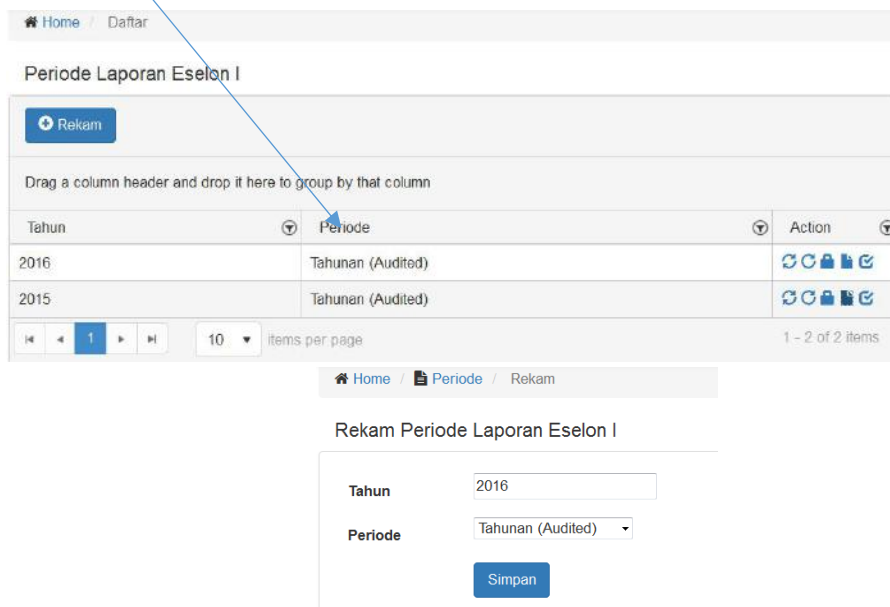 Home / Daftar
Periode Laporan Eselon I
Rekam
Drag a column header and drop it here to group by that column
Tahun Periode Action
2016 Tahunan (Audited)
2015 Tahunan (Audited)
1 10 items per page 1 - 2 of 2 items
Home / Periode / Rekam
Rekam Periode Laporan Eselon I
Tahun 2016
Periode Tahunan (Audited)
Simpan